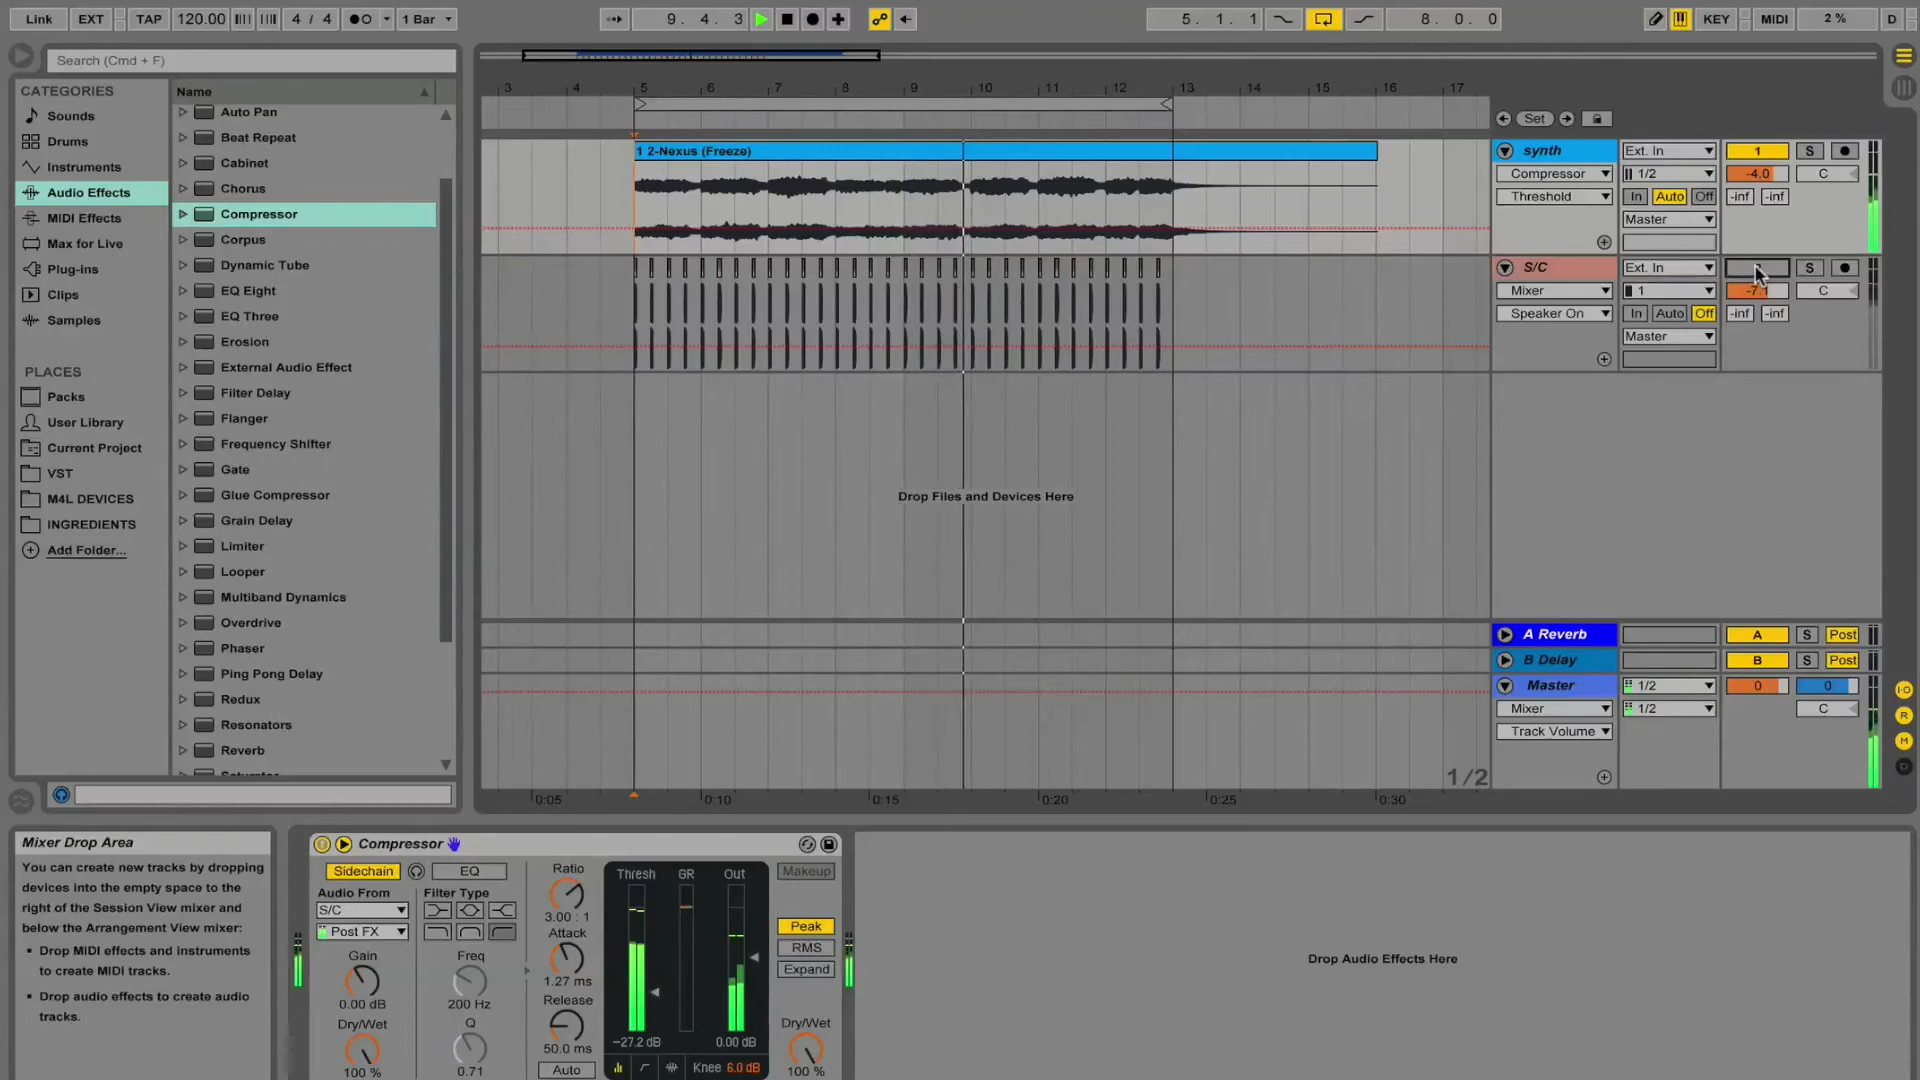 Link EXT TAP 120.00 4 / 4 1 Bar 9. 4. 3 5. 1. 1 8. 0. 0 KEY MIDI 2 % D
Search (Cmd + F)
CATEGORIES
Sounds
Drums
Instruments
Audio Effects
MIDI Effects
Max for Live
Plug-ins
Clips
Samples
PLACES
Packs
User Library
Current Project
VST
M4L DEVICES
INGREDIENTS
Add Folder...
Name
Auto Pan
Beat Repeat
Cabinet
Chorus
Compressor
Corpus
Dynamic Tube
EQ Eight
EQ Three
Erosion
External Audio Effect
Filter Delay
Flanger
Frequency Shifter
Gate
Glue Compressor
Grain Delay
Limiter
Looper
Multiband Dynamics
Overdrive
Phaser
Ping Pong Delay
Redux
Resonators
Reverb
3 4 5 6 7 8 9 10 11 12 13 14 15 16 17
Set
1 2-Nexus (Freeze)
synth Ext. In 1 S
Compressor 1/2 -4.0 C
Threshold In Auto Off -inf -inf
Master
S/C Ext. In S
Mixer 1 C
Speaker On In Auto Off -inf -inf
Master
Drop Files and Devices Here
A Reverb A S Post
B Delay B S Post
Master 1/2 0 0
Mixer 1/2 C
Track Volume
1/2
0:05 0:10 0:15 0:20 0:25 0:30
I·O
R
M
D
Mixer Drop Area
You can create new tracks by dropping
devices into the empty space to the
right of the Session View mixer and
below the Arrangement View mixer:
Drop MIDI effects and instruments
to create MIDI tracks.
Drop audio effects to create audio
tracks.
Compressor
Sidechain EQ
Audio From Filter Type
S/C
Post FX
Gain Freq
0.00 dB 200 Hz
Dry/Wet Q
100 % 0.71
Ratio
3.00 : 1
Attack
1.27 ms
Release
50.0 ms
Auto
Thresh GR Out
-27.2 dB 0.00 dB
Knee 6.0 dB
Makeup
Peak
RMS
Expand
Dry/Wet
100 %
Drop Audio Effects Here